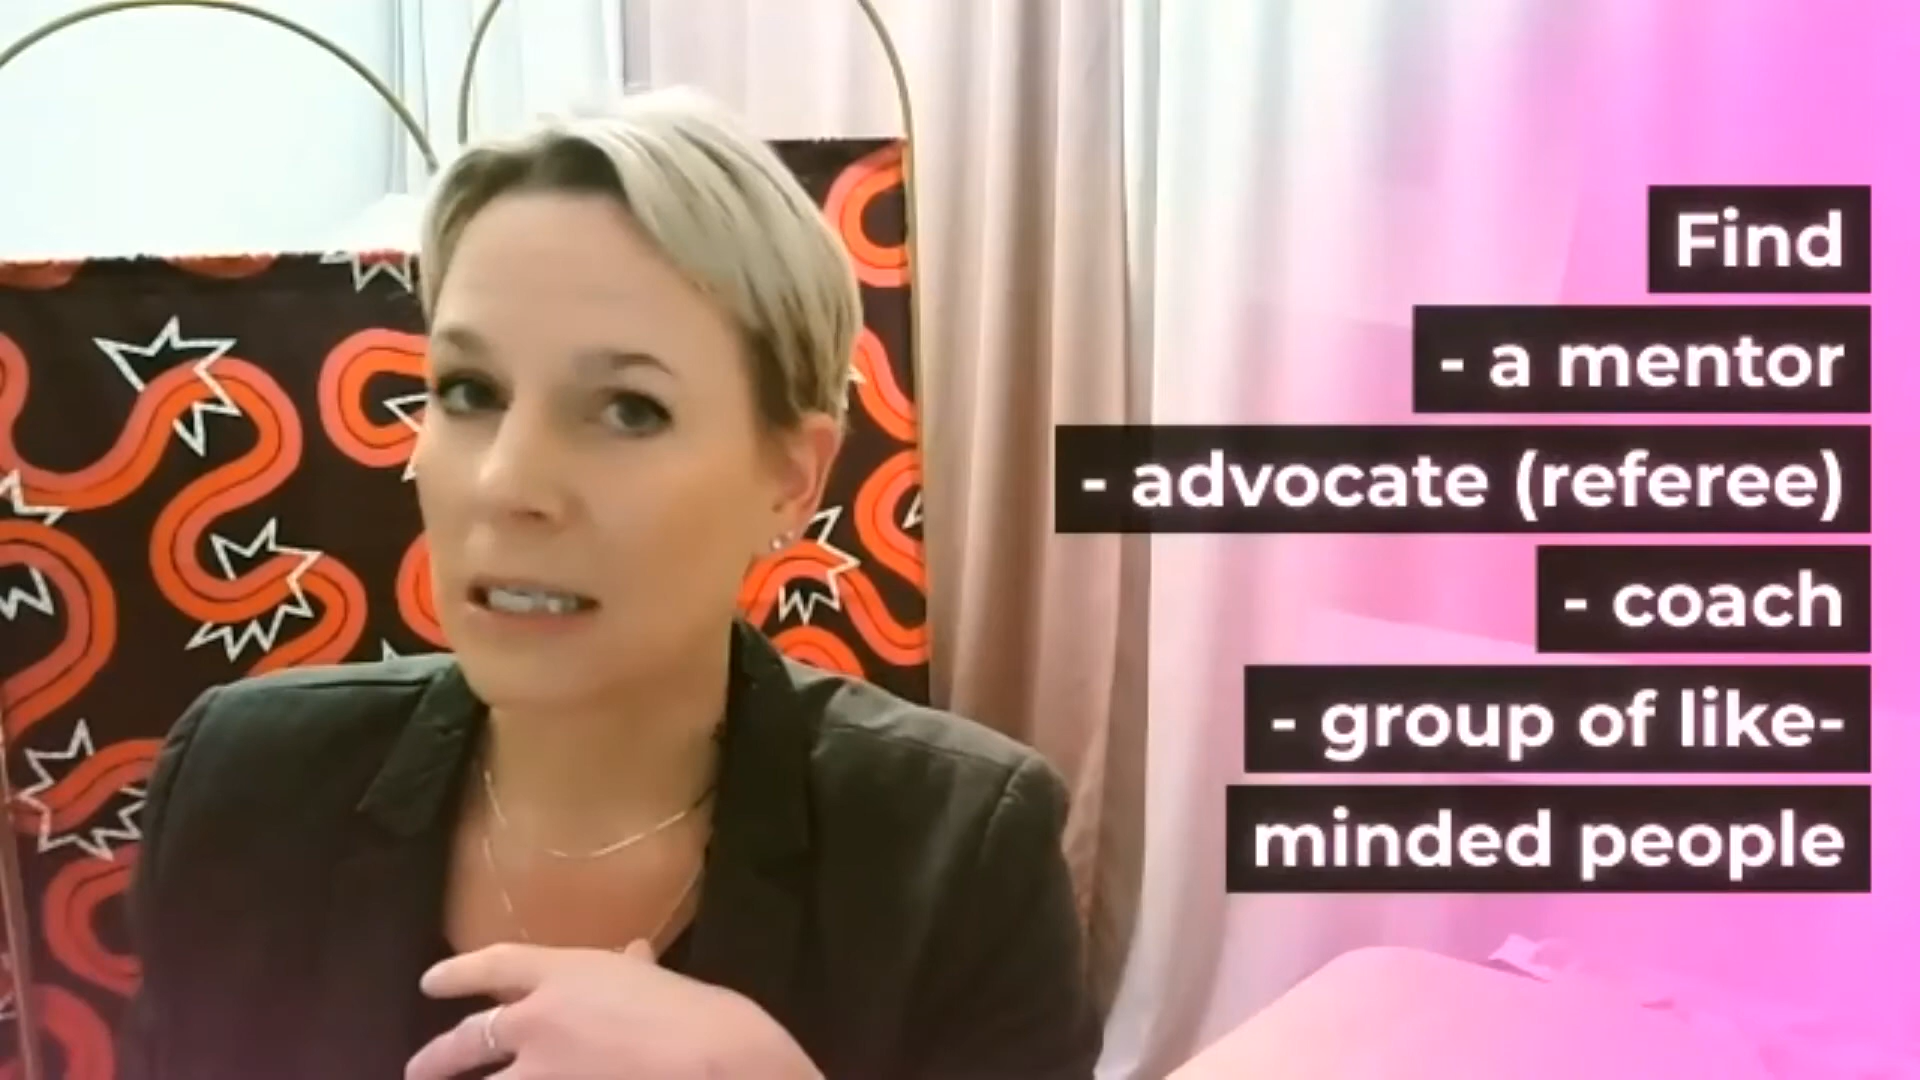 Find
- a mentor
- advocate (referee)
- coach
- group of like-
minded people